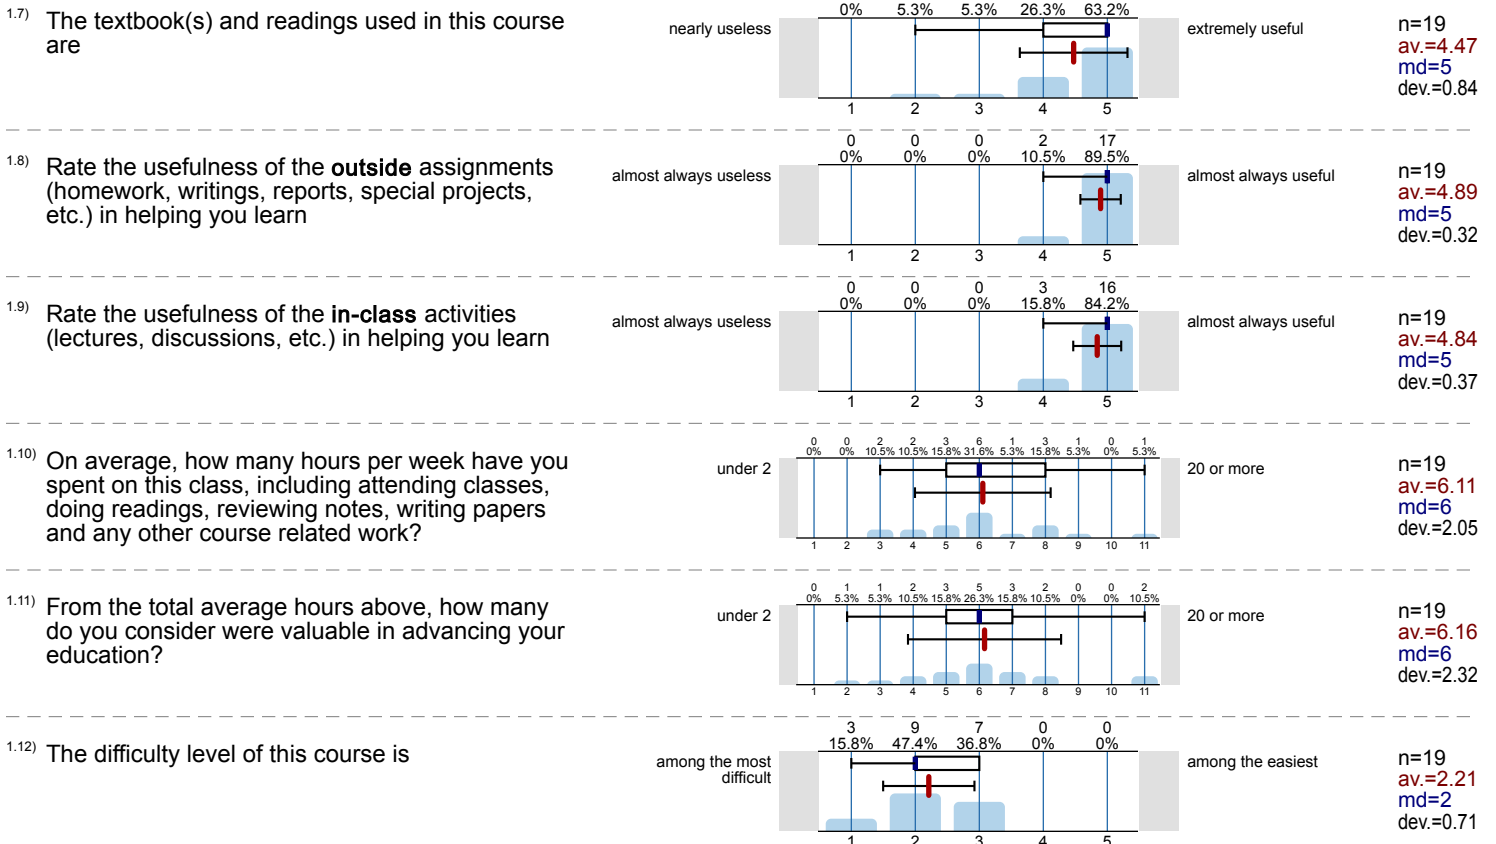 0% 5.3% 5.3% 26.3% 63.2%
1.7) The textbook(s) and readings used in this course
are
nearly useless
extremely useful
n=19
av.=4.47
md=5
dev.=0.84
1 2 3 4 5
0 0 0 2 17
0% 0% 0% 10.5% 89.5%
1.8) Rate the usefulness of the outside assignments
(homework, writings, reports, special projects,
etc.) in helping you learn
almost always useless
almost always useful
n=19
av.=4.89
md=5
dev.=0.32
1 2 3 4 5
0 0 0 3 16
0% 0% 0% 15.8% 84.2%
1.9) Rate the usefulness of the in-class activities
(lectures, discussions, etc.) in helping you learn
almost always useless
almost always useful
n=19
av.=4.84
md=5
dev.=0.37
1 2 3 4 5
0 0 2 2 3 6 1 3 1 0 1
0% 0% 10.5% 10.5% 15.8% 31.6% 5.3% 15.8% 5.3% 0% 5.3%
1.10) On average, how many hours per week have you
spent on this class, including attending classes,
doing readings, reviewing notes, writing papers
and any other course related work?
under 2
20 or more
n=19
av.=6.11
md=6
dev.=2.05
1 2 3 4 5 6 7 8 9 10 11
0 1 1 2 3 5 3 2 0 0 2
0% 5.3% 5.3% 10.5% 15.8% 26.3% 15.8% 10.5% 0% 0% 10.5%
1.11) From the total average hours above, how many
do you consider were valuable in advancing your
education?
under 2
20 or more
n=19
av.=6.16
md=6
dev.=2.32
1 2 3 4 5 6 7 8 9 10 11
3 9 7 0 0
15.8% 47.4% 36.8% 0% 0%
1.12) The difficulty level of this course is
among the most
difficult
among the easiest
n=19
av.=2.21
md=2
dev.=0.71
1 2 3 4 5